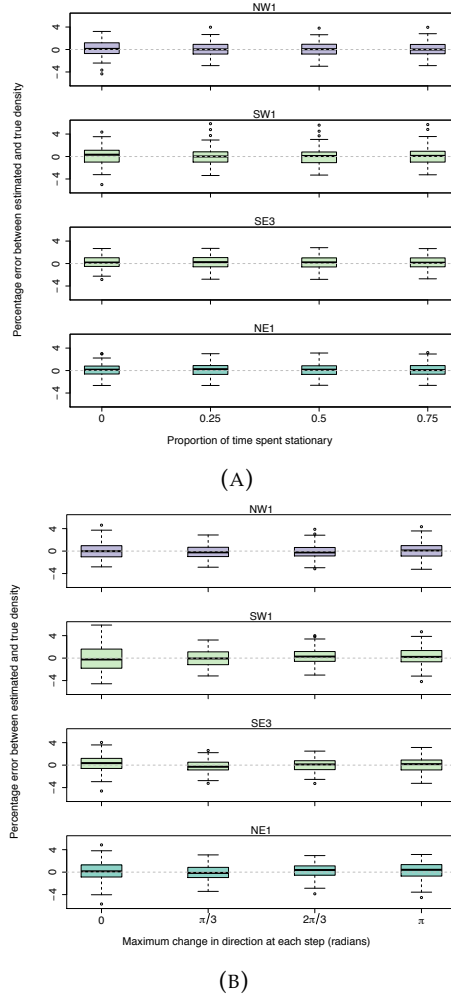 Percentage error between estimated and true density
NW1
4
0
−4
SW1
4
0
−4
SE3
4
0
−4
NE1
4
0
−4
0
0.25
0.5
0.75
Proportion of time spent stationary
(A)
Percentage error between estimated and true density
NW1
4
0
−4
SW1
4
0
−4
SE3
4
0
−4
NE1
4
0
−4
0
π/3
2π/3
π
Maximum change in direction at each step (radians)
(B)